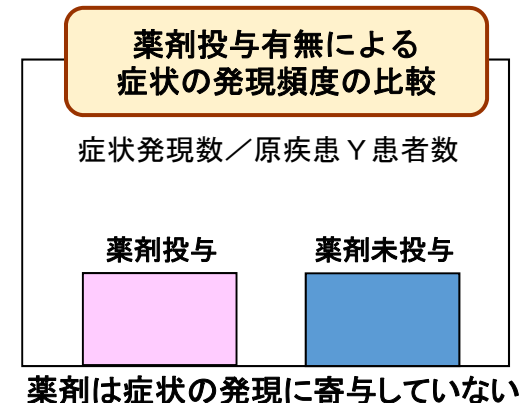 薬剤投与有無による
症状の発現頻度の比較
症状発現数／原疾患Ｙ患者数
薬剤投与
薬剤未投与
薬剤は症状の発現に寄与していない